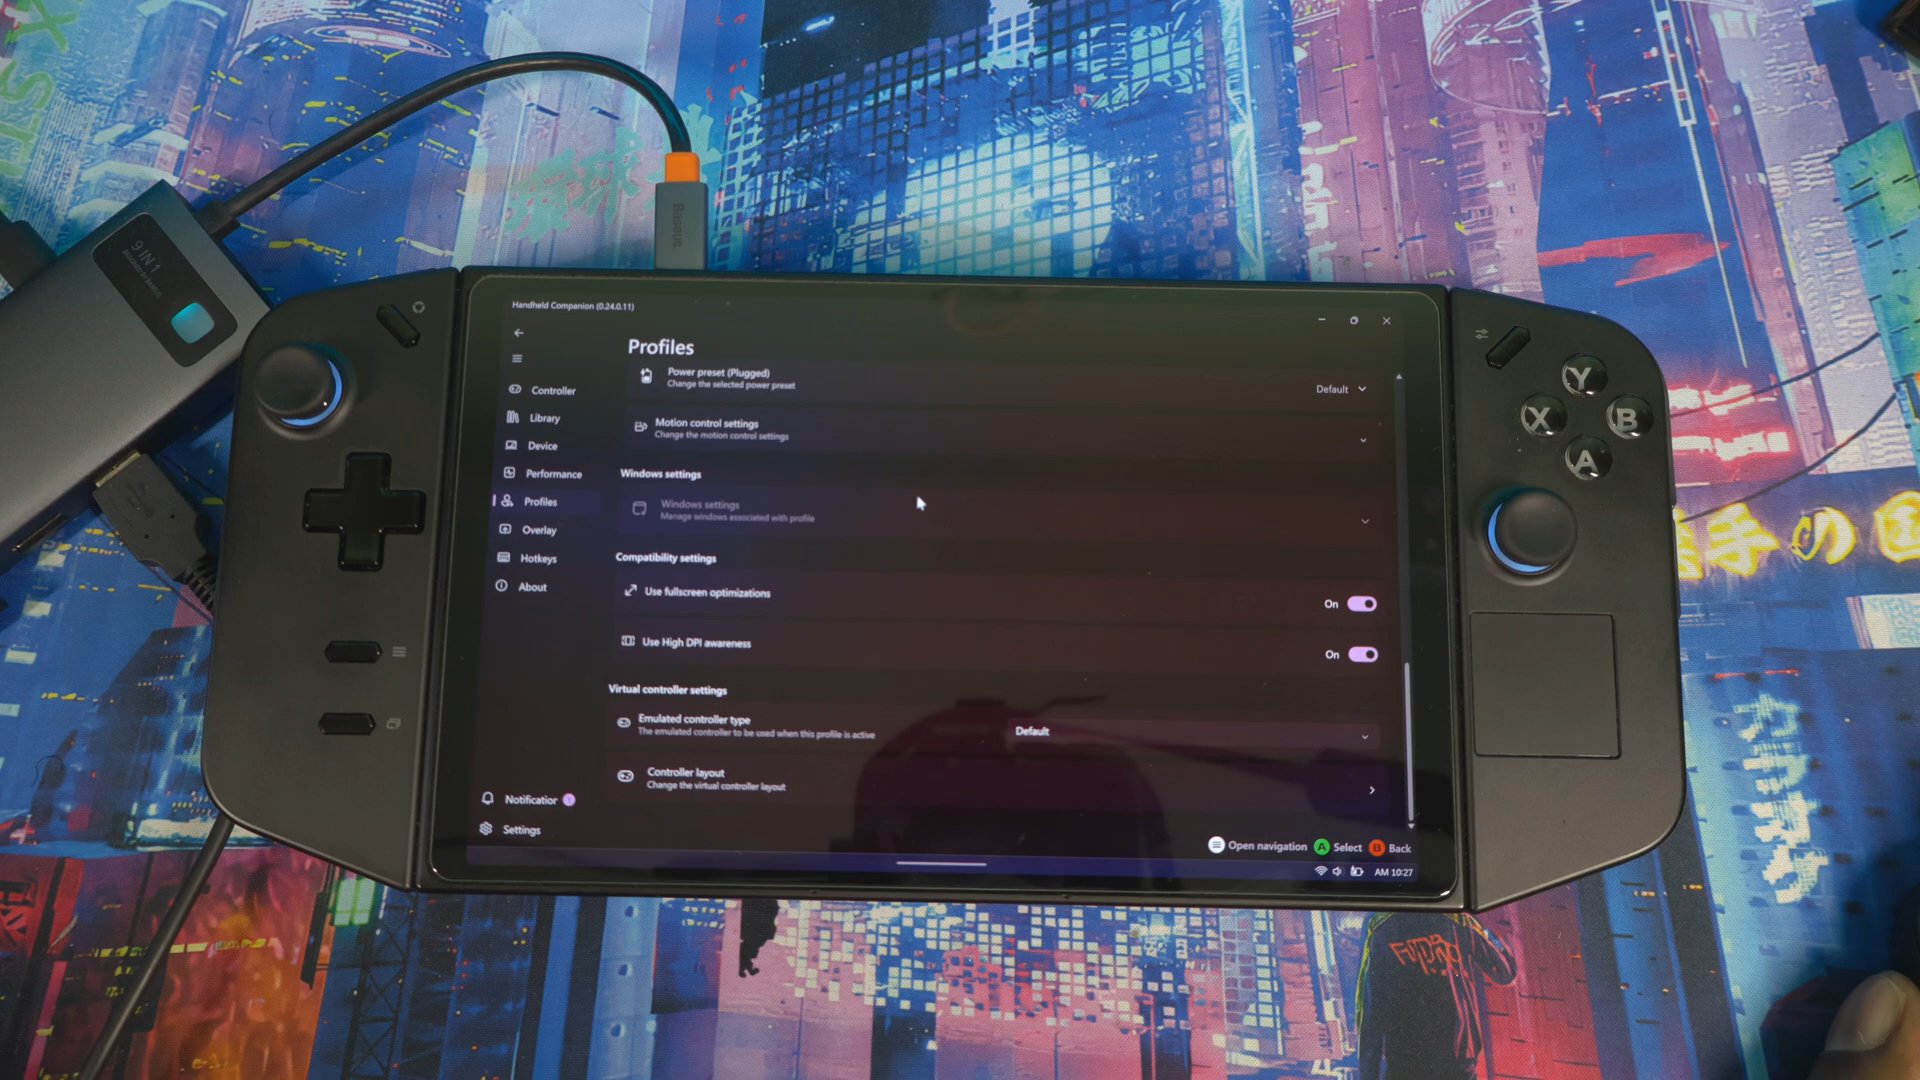 9 IN 1
Baseus
Handheld Companion (0.24.0.11)
Profiles
Controller
Library
Device
Performance
Profiles
Overlay
Hotkeys
About
Notification 1
Settings
Power preset (Plugged)
Change the selected power preset
Default
Motion control settings
Change the motion control settings
Windows settings
Windows settings
Manage windows associated with profile
Compatibility settings
Use fullscreen optimizations
On
Use High DPI awareness
On
Virtual controller settings
Emulated controller type
The emulated controller to be used when this profile is active
Default
Controller layout
Change the virtual controller layout
Open navigation
A Select
B Back
AM 10:27
Y
X
B
A